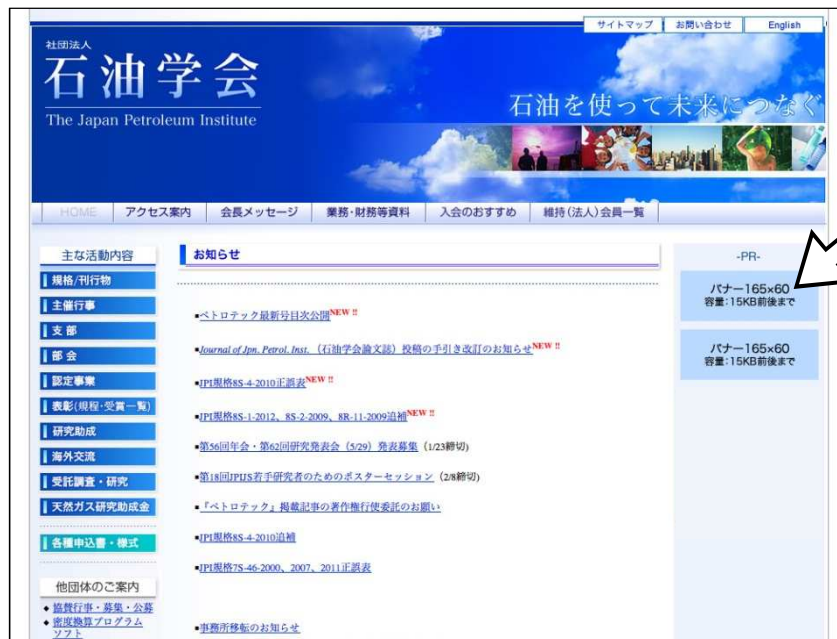 サイトマップ
お問い合わせ
English
社団法人
石油学会
The Japan Petroleum Institute
石油を使って未来につなぐ
HOME
アクセス案内
会長メッセージ
業務・財務等資料
入会のおすすめ
維持(法人)会員一覧
主な活動内容
規格/刊行物
主催行事
支部
部会
認定事業
表彰(規程・受賞一覧)
研究助成
海外交流
受託調査・研究
天然ガス研究助成金
各種申込書・様式
他団体のご案内
◆ 協賛行事・募集・公募
◆ 密度換算プログラム
ソフト
お知らせ
▪ペトロテック最新号目次公開NEW !!
▪Journal of Jpn. Petrol. Inst. (石油学会論文誌) 投稿の手引き改訂のお知らせNEW !!
▪JPI規格8S-4-2010正誤表NEW !!
▪JPI規格8S-1-2012、8S-2-2009、8R-11-2009追補NEW !!
▪第56回年会・第62回研究発表会 (5/29) 発表募集 (1/23締切)
▪第18回JPIJS若手研究者のためのポスターセッション (2/8締切)
▪『ペトロテック』掲載記事の著作権行使委託のお願い
▪JPI規格8S-4-2010追補
▪JPI規格7S-46-2000、2007、2011正誤表
▪事務所移転のお知らせ
-PR-
バナー165×60
容量:15KB前後まで
バナー165×60
容量:15KB前後まで